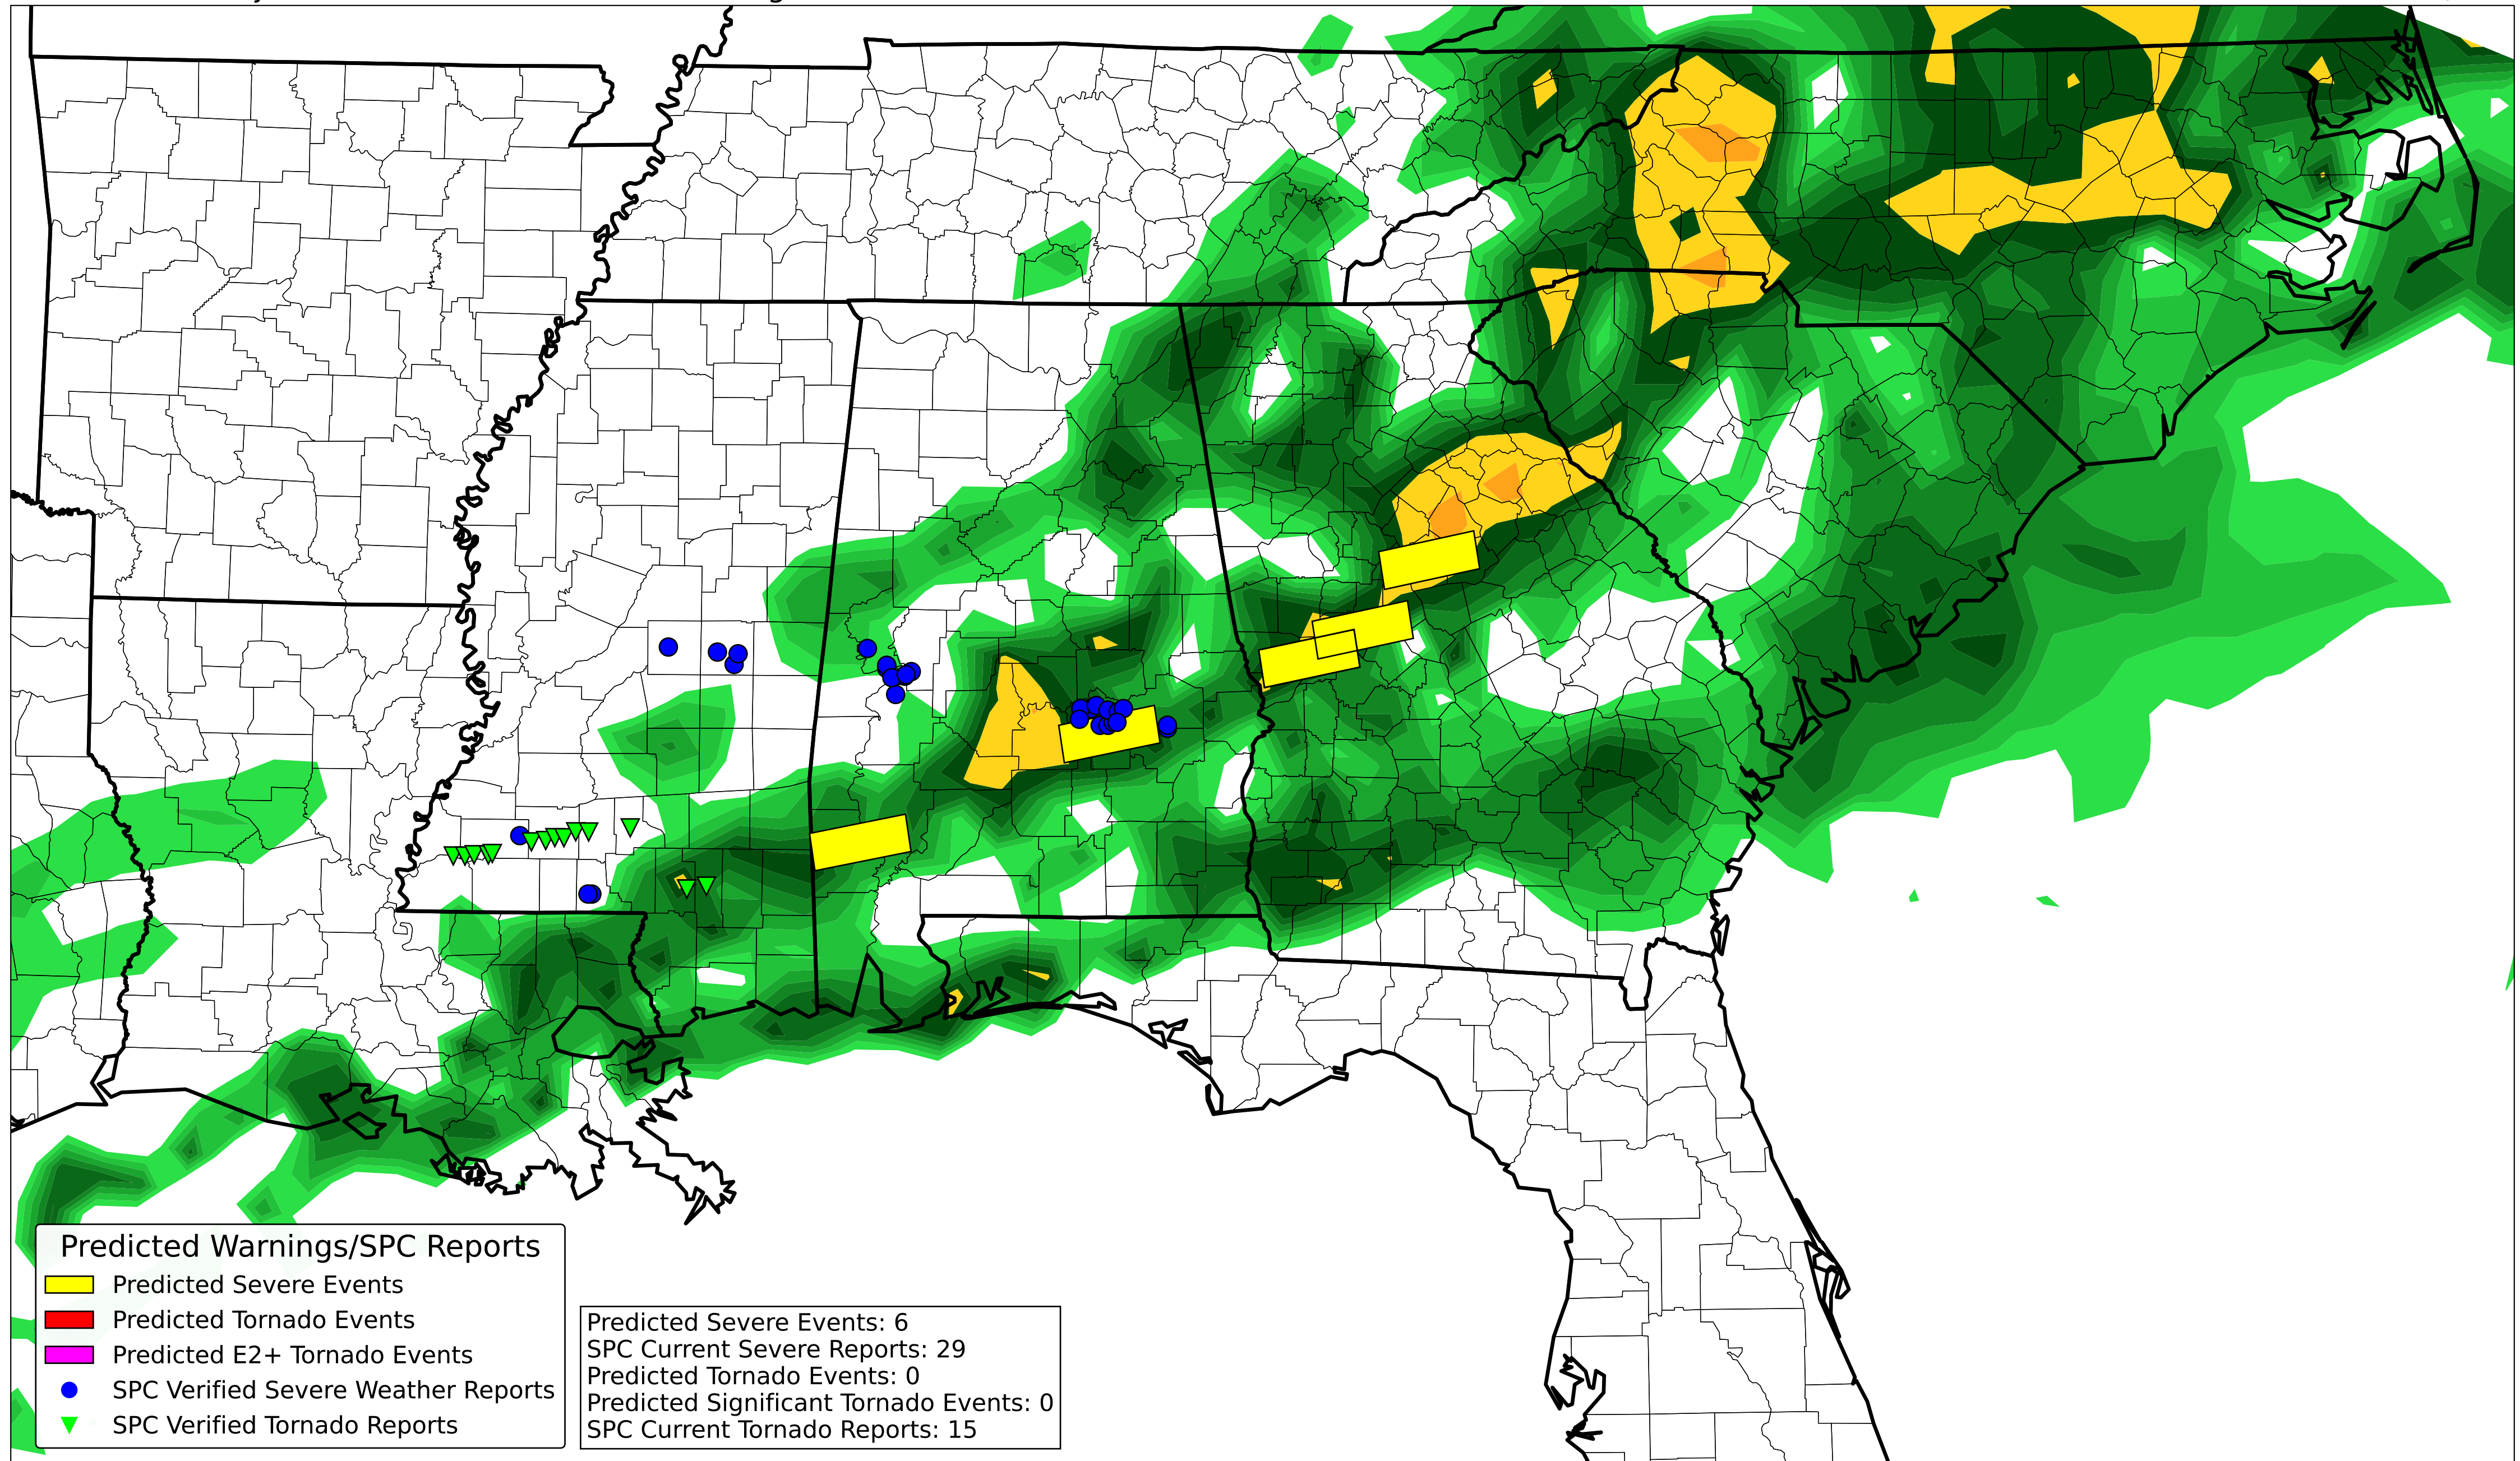 Predicted Warnings/SPC Reports
Predicted Severe Events
Predicted Tornado Events
Predicted E2+ Tornado Events
SPC Verified Severe Weather Reports
SPC Verified Tornado Reports
Predicted Severe Events: 6
SPC Current Severe Reports: 29
Predicted Tornado Events: 0
Predicted Significant Tornado Events: 0
SPC Current Tornado Reports: 15